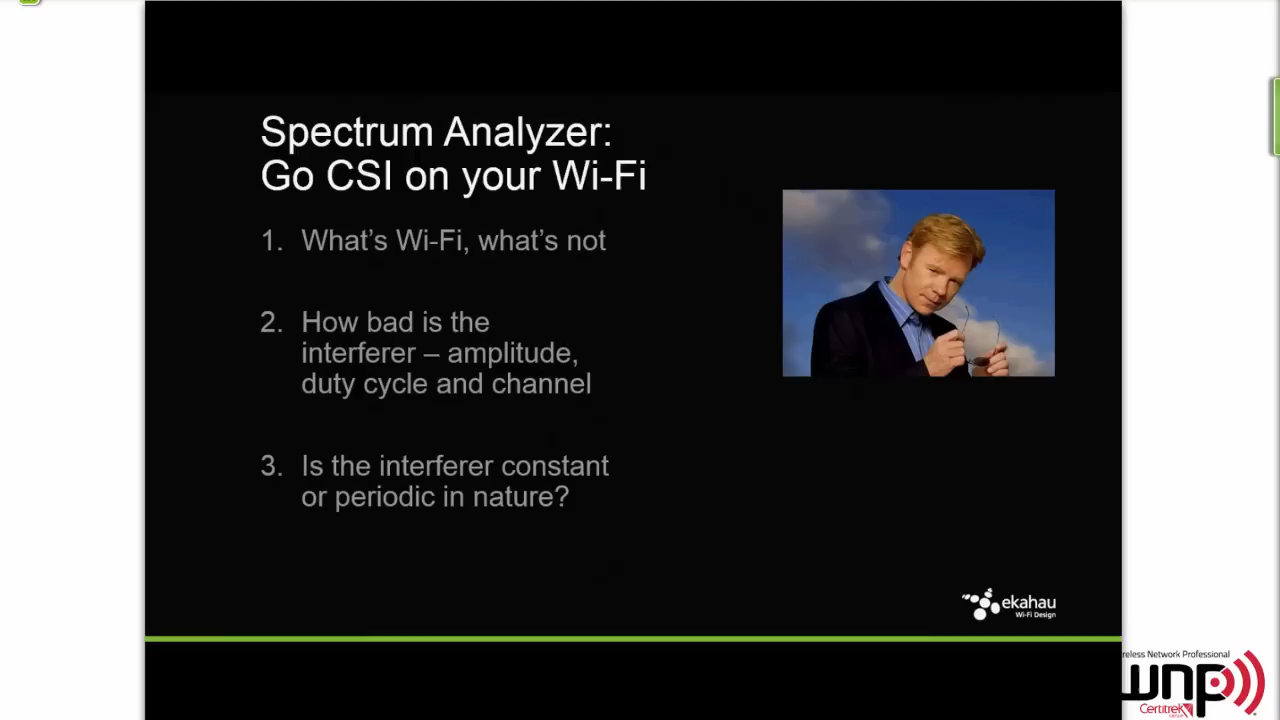 Spectrum Analyzer:
Go CSI on your Wi-Fi
1. What's Wi-Fi, what's not
2. How bad is the
interferer – amplitude,
duty cycle and channel
3. Is the interferer constant
or periodic in nature?
ekahau
Wi-Fi Design
reless Network Professional
wnp
Certitrek